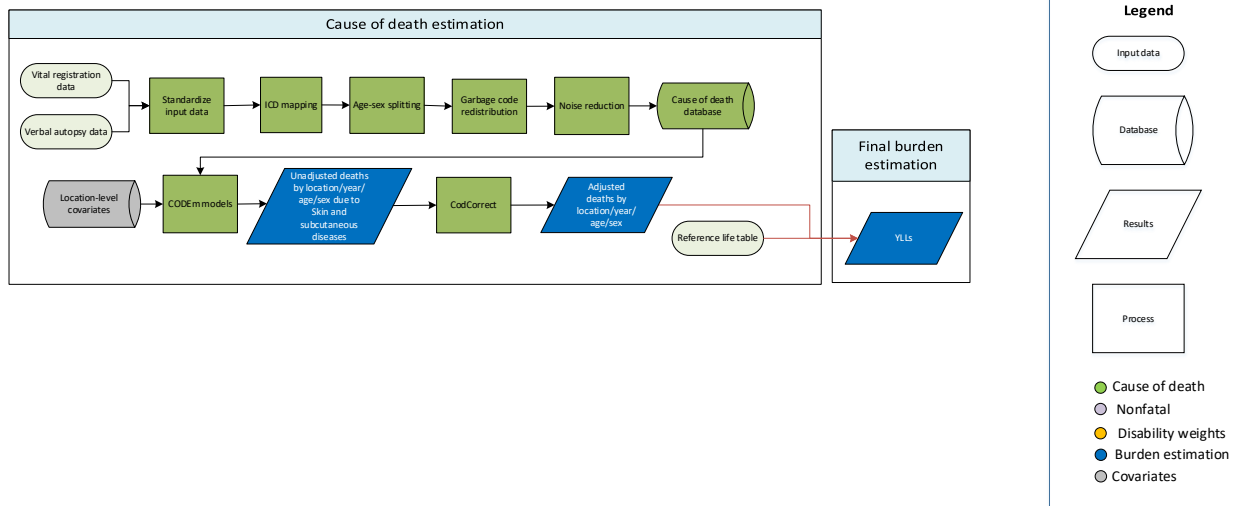 Cause of death estimation
Vital registration
data
Verbal autopsy data
Standardize
input data
ICD mapping
Age-sex splitting
Garbage code
redistribution
Noise reduction
Cause of death
database
Location-level
covariates
CODEm models
Unadjusted deaths
by location/year/
age/sex due to
Skin and
subcutaneous
diseases
CodCorrect
Adjusted
deaths by
location/year/
age/sex
Reference life table
Final burden
estimation
YLLs
Legend
Input data
Database
Results
Process
Cause of death
Nonfatal
Disability weights
Burden estimation
Covariates